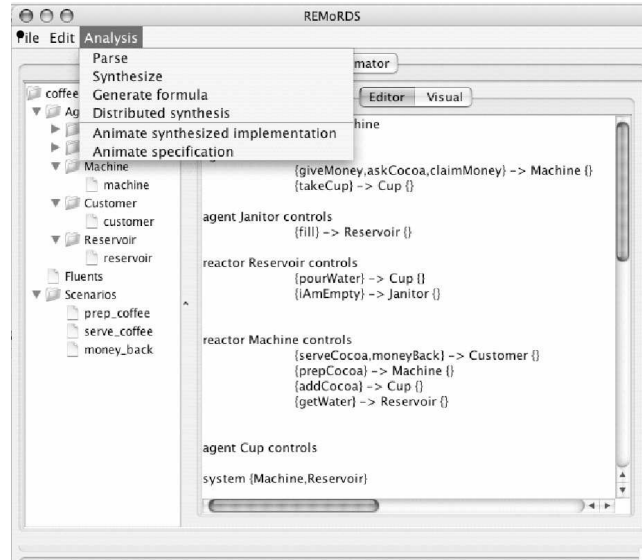 REMoRDS
File Edit Analysis
Parse
Synthesize
Generate formula
Distributed synthesis
Animate synthesized implementation
Animate specification
mator
Editor Visual
coffee
Ag
Machine
machine
Customer
customer
Reservoir
reservoir
Fluents
Scenarios
prep_coffee
serve_coffee
money_back
hine
{giveMoney,askCocoa,claimMoney} -> Machine {}
{takeCup} -> Cup {}
agent Janitor controls
{fill} -> Reservoir {}
reactor Reservoir controls
{pourWater} -> Cup {}
{iAmEmpty} -> Janitor {}
reactor Machine controls
{serveCocoa,moneyBack} -> Customer {}
{prepCocoa} -> Machine {}
{addCocoa} -> Cup {}
{getWater} -> Reservoir {}
agent Cup controls
system {Machine,Reservoir}